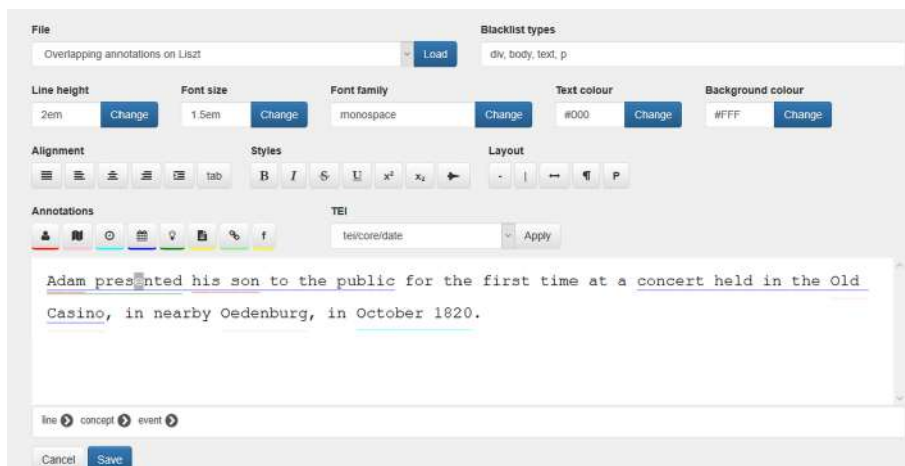 File Blacklist types
Overlapping annotations on Liszt Load div, body, text, p
Line height Font size Font family Text colour Background colour
2em Change 1.5em Change monospace Change #000 Change #FFF Change
Alignment Styles Layout
tab B I S U x² x₂ - | ↔ ¶ P
Annotations TEI
f tei/core/date Apply
Adam presented his son to the public for the first time at a concert held in the Old
Casino, in nearby Oedenburg, in October 1820.
line concept event
Cancel Save